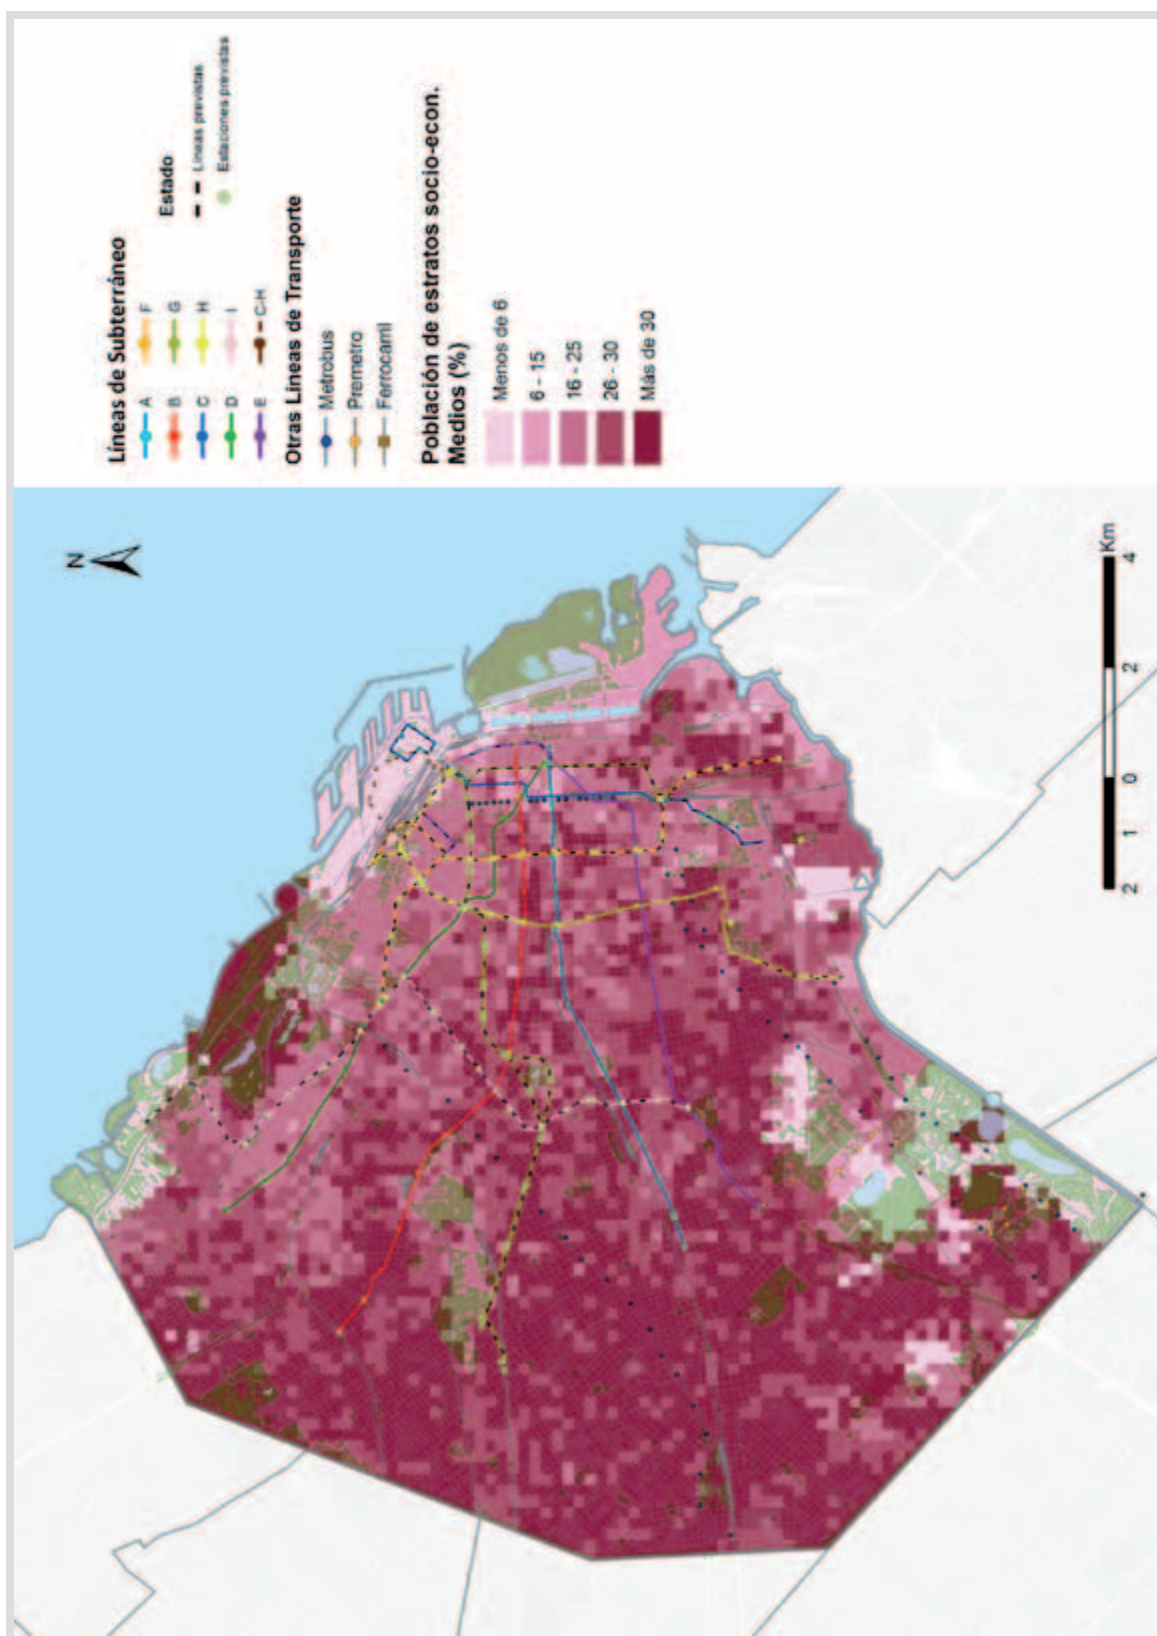 Líneas de Subterráneo
A
B
C
D
E
F
G
H
I
C-H
Estado
Líneas previstas
Estaciones previstas
Otras Líneas de Transporte
Metrobus
Premetro
Ferrocarril
Población de estratos socio-econ.
Medios (%)
Menos de 6
6 - 15
16 - 25
26 - 30
Más de 30
N
2 1 0 2 4
Km